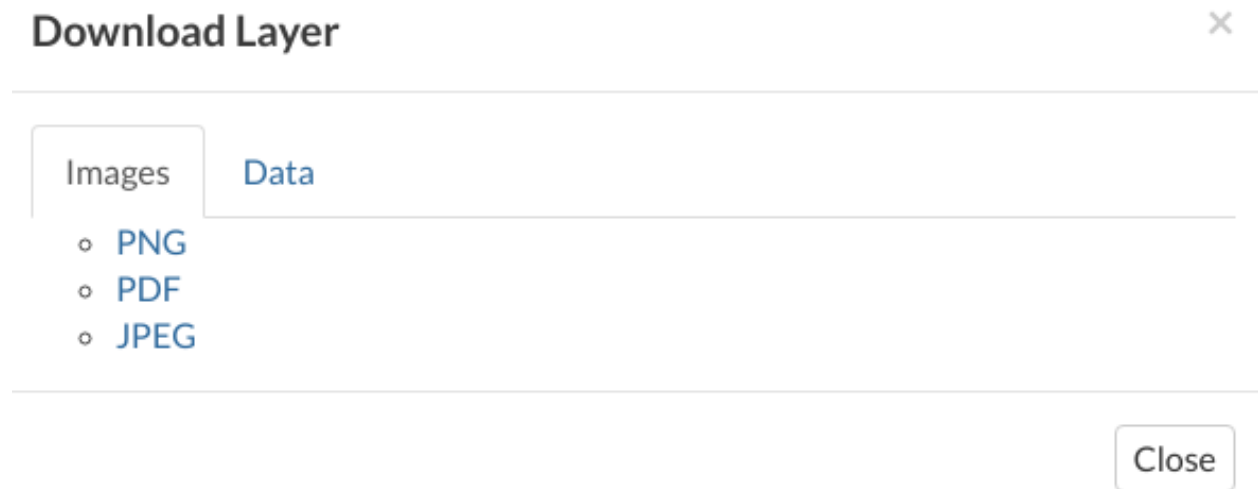 Download Layer ×
Images Data
PNG
PDF
JPEG
Close